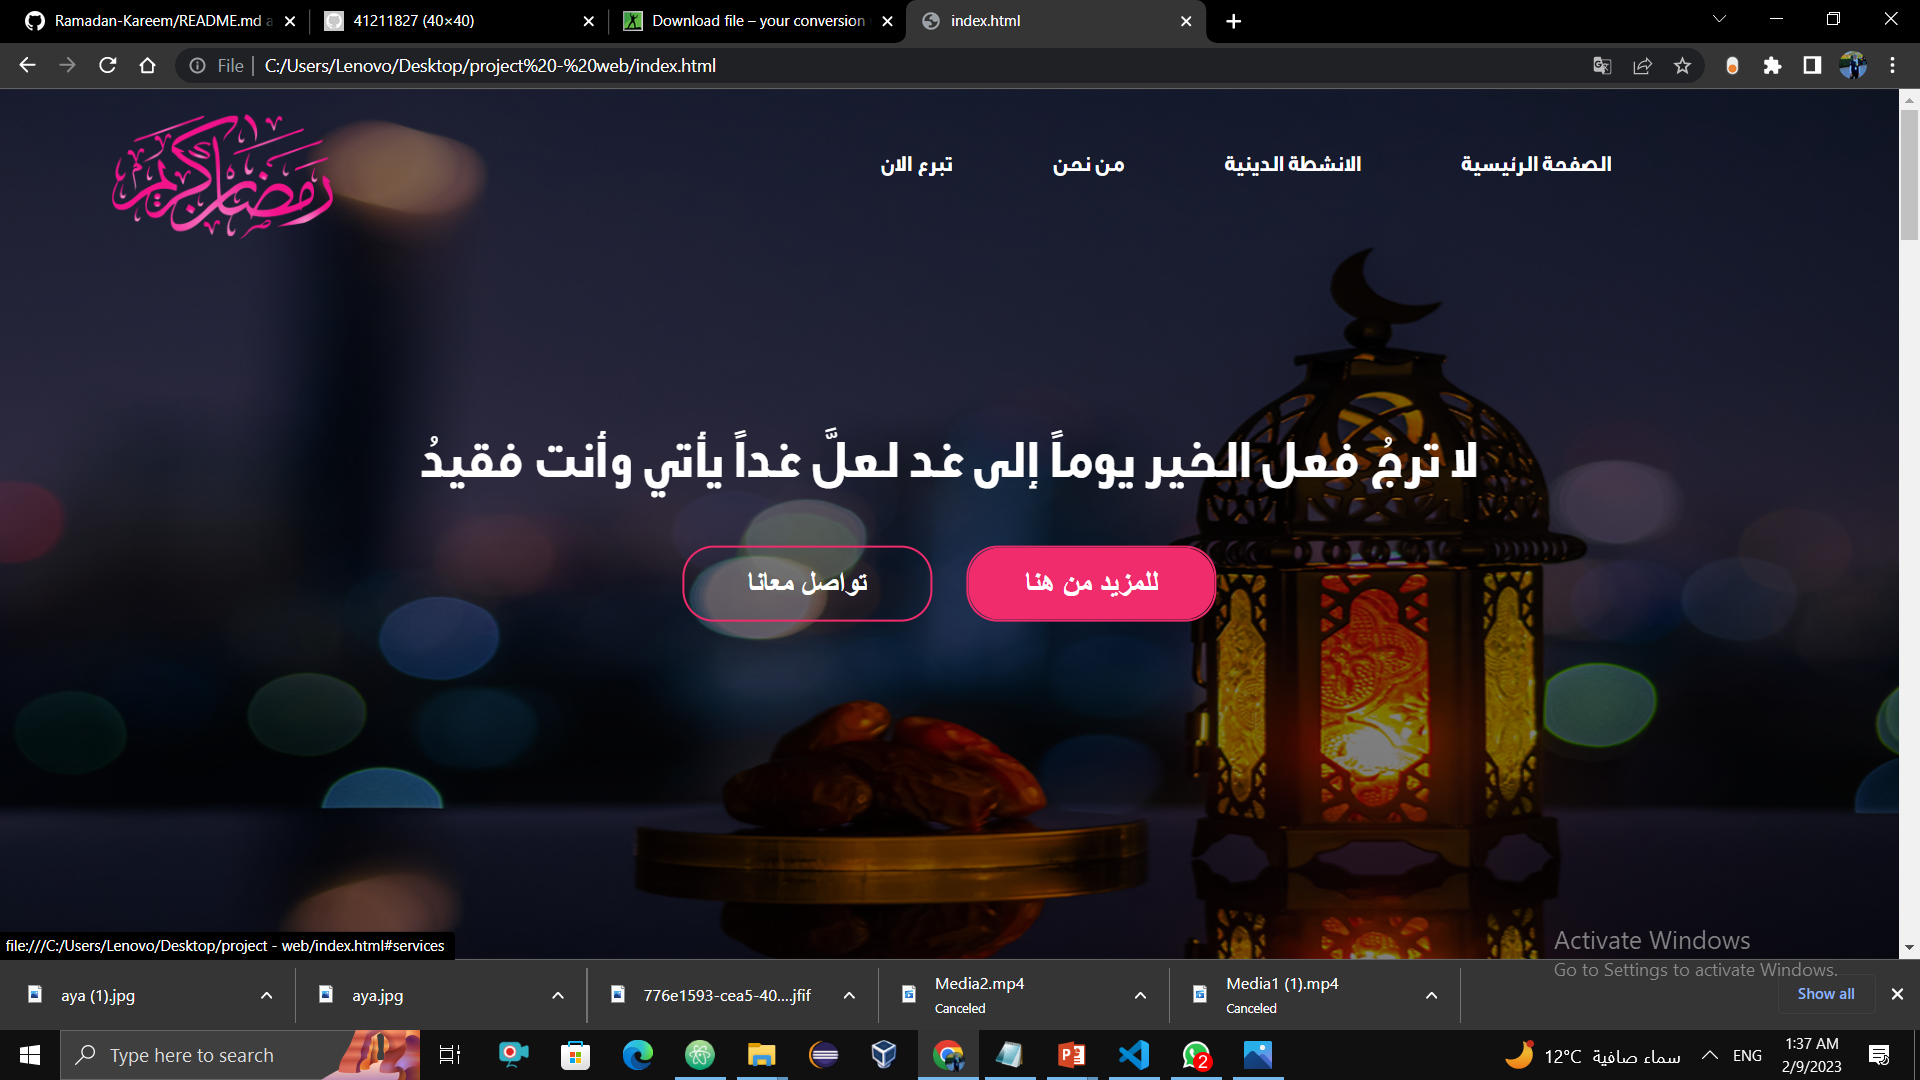 Ramadan-Kareem/README.md a
41211827 (40×40)
Download file – your conversion
index.html
File
C:/Users/Lenovo/Desktop/project%20-%20web/index.html
رمضان كريم
الصفحة الرئيسية
الانشطة الدينية
من نحن
تبرع الان
لا ترجُ فعل الخير يوماً إلى غد لعلَّ غداً يأتي وأنت فقيدُ
للمزيد من هنا
تواصل معانا
file:///C:/Users/Lenovo/Desktop/project - web/index.html#services
Activate Windows
Go to Settings to activate Windows.
aya (1).jpg
aya.jpg
776e1593-cea5-40....jfif
Media2.mp4
Canceled
Media1 (1).mp4
Canceled
Show all
Type here to search
2
12°C سماء صافية
ENG
1:37 AM
2/9/2023